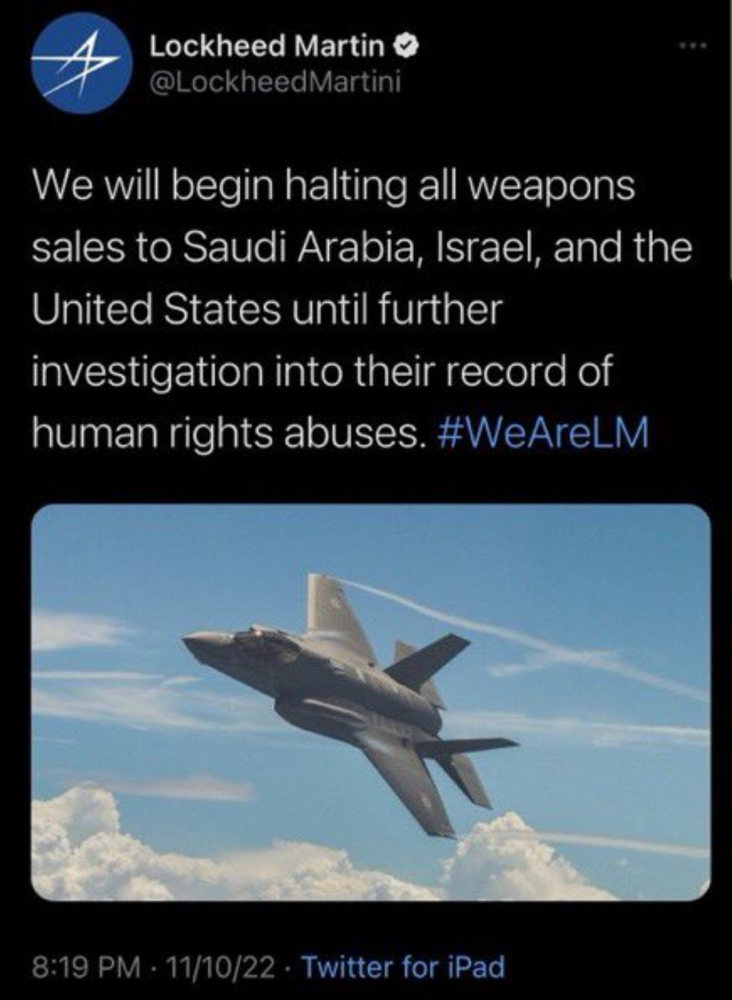 Lockheed Martin
@LockheedMartini
We will begin halting all weapons
sales to Saudi Arabia, Israel, and the
United States until further
investigation into their record of
human rights abuses. #WeAreLM
8:19 PM · 11/10/22 · Twitter for iPad